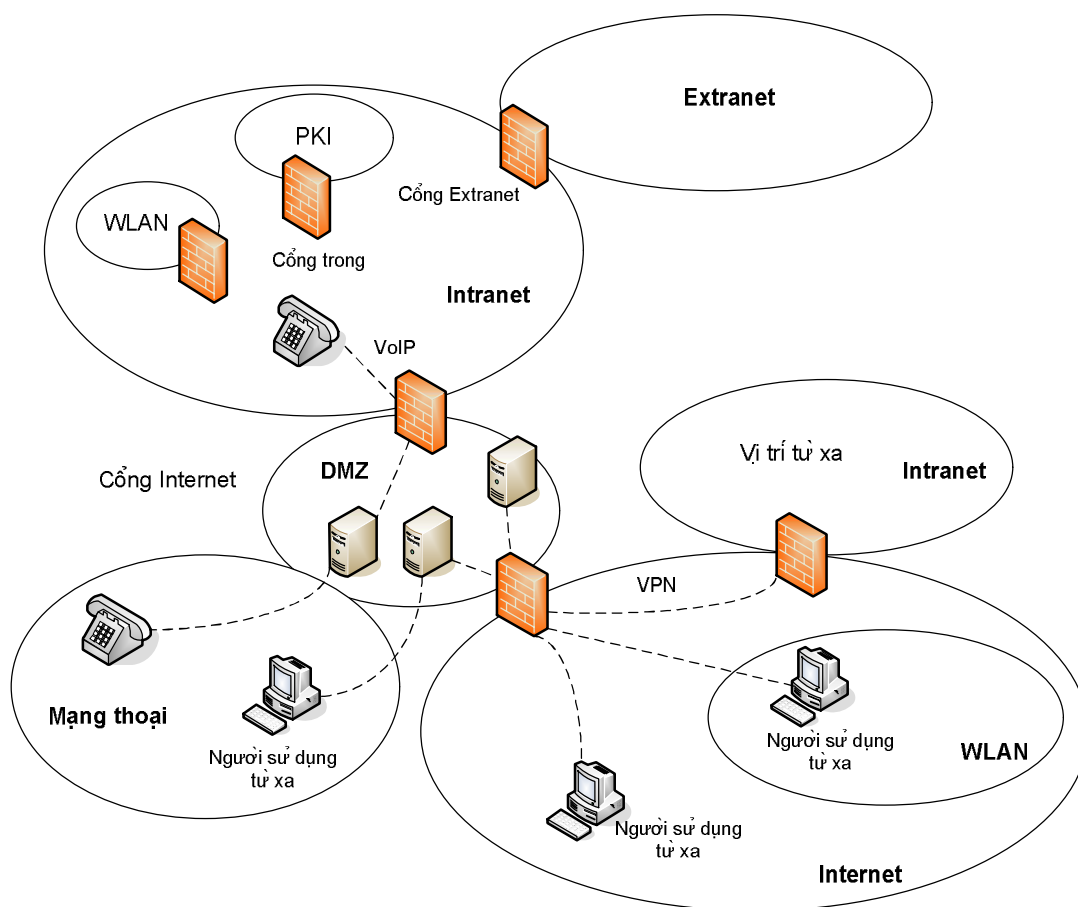 Extranet
PKI
Cổng Extranet
WLAN
Cổng trong
Intranet
VoIP
Vị trí từ xa
Intranet
DMZ
Cổng Internet
VPN
Mạng thoại
Người sử dụng
từ xa
Người sử dụng
từ xa
WLAN
Người sử dụng
từ xa
Internet